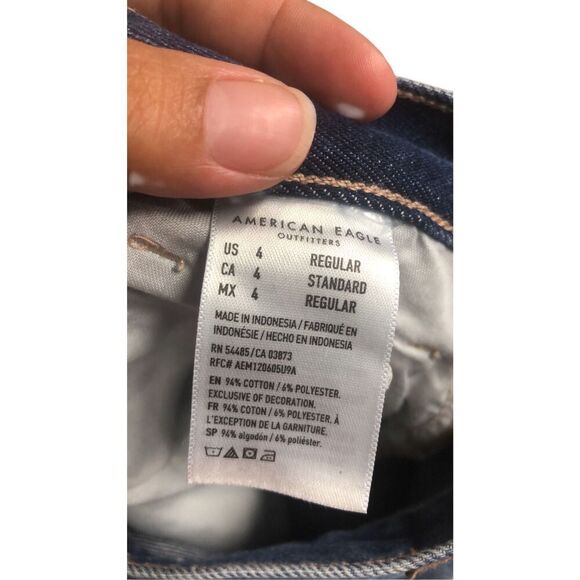 AMERICAN EAGLE
OUTFITTERS
US 4 REGULAR
CA 4 STANDARD
MX 4 REGULAR
MADE IN INDONESIA / FABRIQUÉ EN
INDONÉSIE / HECHO EN INDONESIA
RN 54485 / CA 03873
RFC# AEM120605U9A
EN 94% COTTON / 6% POLYESTER.
EXCLUSIVE OF DECORATION.
FR 94% COTON / 6% POLYESTER. À
L'EXCEPTION DE LA GARNITURE.
SP 94% algodón / 6% poliéster.